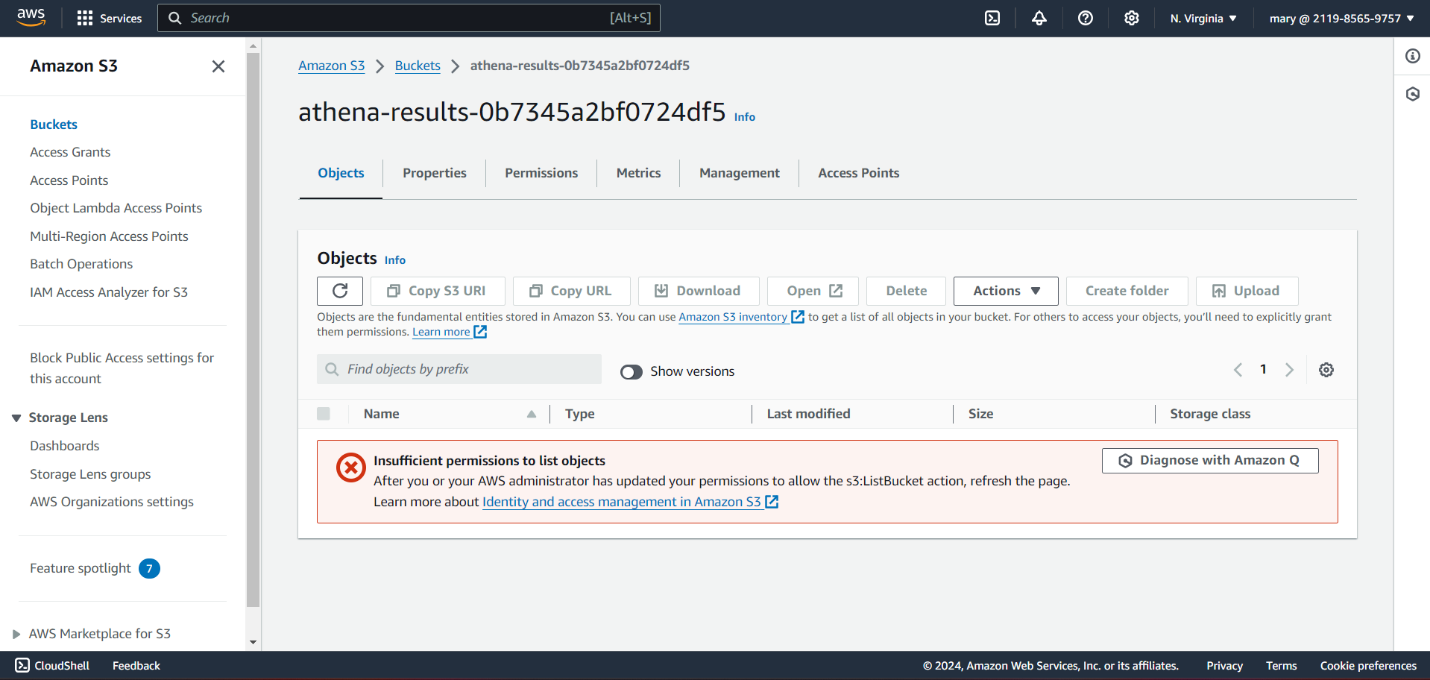 aws
Services
Search [Alt+S]
N. Virginia
mary @ 2119-8565-9757
Amazon S3
Buckets
Access Grants
Access Points
Object Lambda Access Points
Multi-Region Access Points
Batch Operations
IAM Access Analyzer for S3
Block Public Access settings for
this account
Storage Lens
Dashboards
Storage Lens groups
AWS Organizations settings
Feature spotlight 7
AWS Marketplace for S3
Amazon S3 Buckets athena-results-0b7345a2bf0724df5
athena-results-0b7345a2bf0724df5 Info
Objects Properties Permissions Metrics Management Access Points
Objects Info
Copy S3 URI Copy URL Download Open Delete Actions Create folder Upload
Objects are the fundamental entities stored in Amazon S3. You can use Amazon S3 inventory to get a list of all objects in your bucket. For others to access your objects, you'll need to explicitly grant
them permissions. Learn more
Find objects by prefix Show versions 1
Name Type Last modified Size Storage class
Insufficient permissions to list objects
Diagnose with Amazon Q
After you or your AWS administrator has updated your permissions to allow the s3:ListBucket action, refresh the page.
Learn more about Identity and access management in Amazon S3
CloudShell Feedback © 2024, Amazon Web Services, Inc. or its affiliates. Privacy Terms Cookie preferences